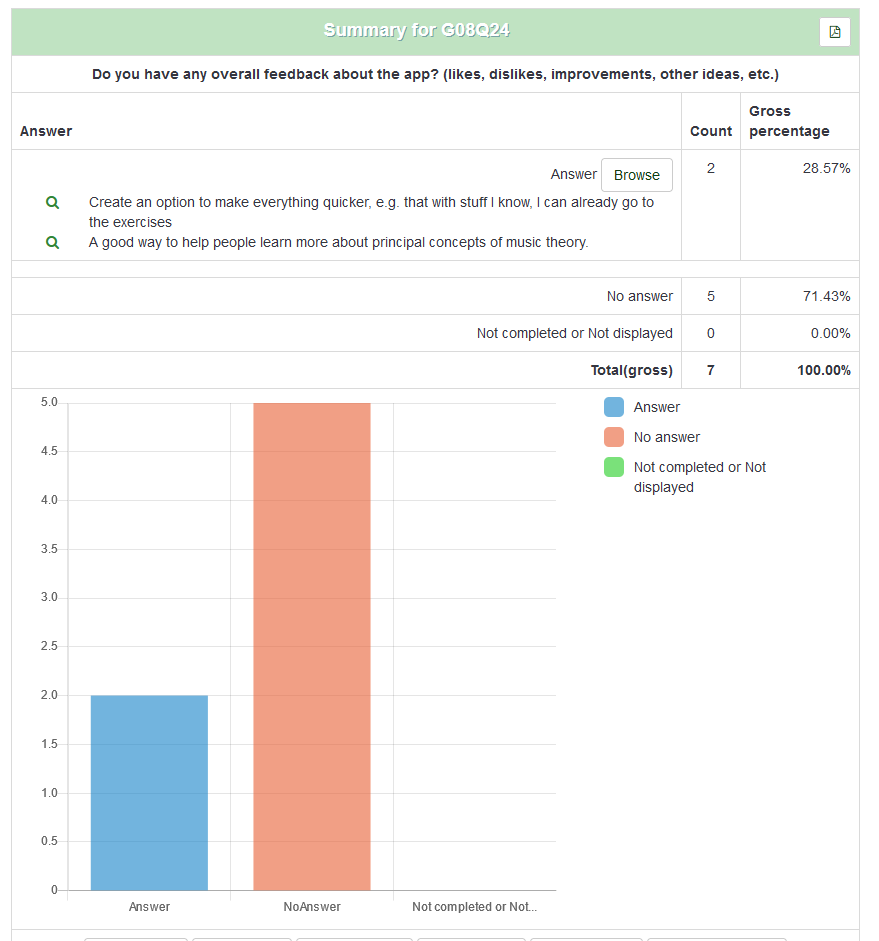 Summary for G08Q24
Do you have any overall feedback about the app? (likes, dislikes, improvements, other ideas, etc.)
Answer Count Gross
percentage
Answer Browse 2 28.57%
Create an option to make everything quicker, e.g. that with stuff I know, I can already go to
the exercises
A good way to help people learn more about principal concepts of music theory.
No answer 5 71.43%
Not completed or Not displayed 0 0.00%
Total(gross) 7 100.00%
5.0
4.5
4.0
3.5
3.0
2.5
2.0
1.5
1.0
0.5
0
Answer NoAnswer Not completed or Not...
Answer
No answer
Not completed or Not
displayed